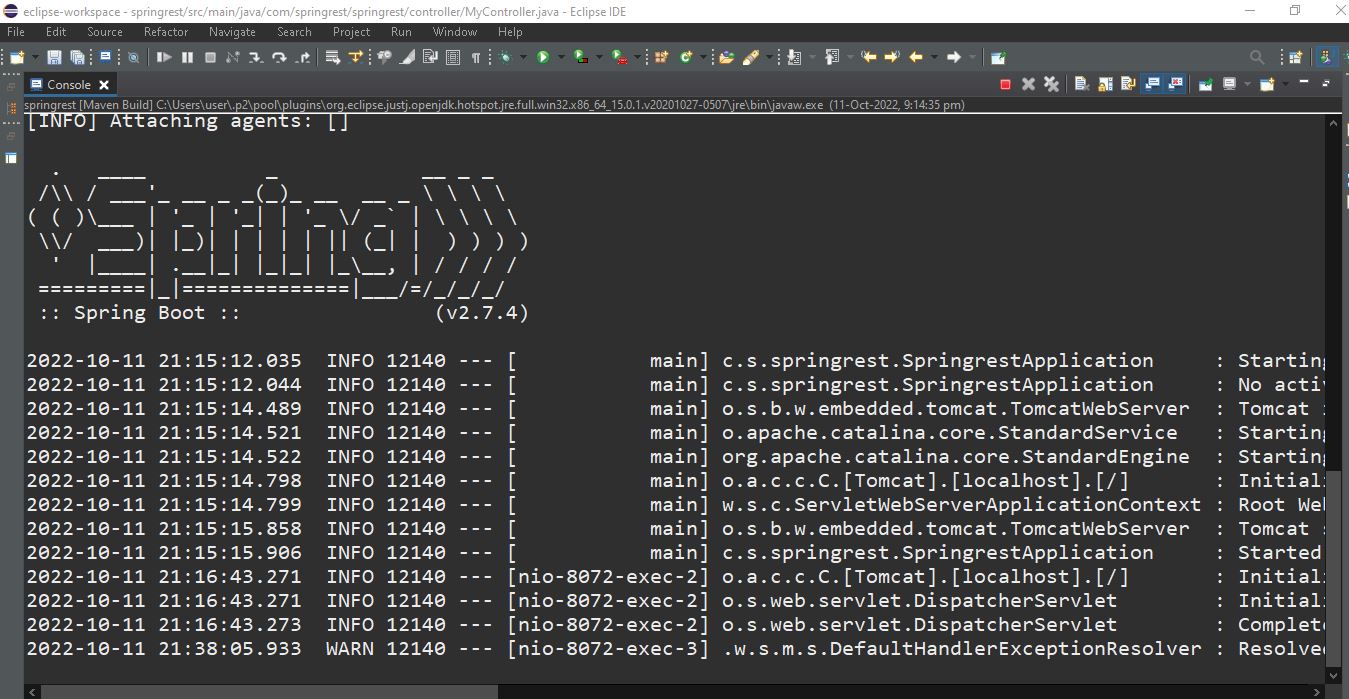 eclipse-workspace - springrest/src/main/java/com/springrest/springrest/controller/MyController.java - Eclipse IDE
File Edit Source Refactor Navigate Search Project Run Window Help
Console
springrest [Maven Build] C:\Users\user\.p2\pool\plugins\org.eclipse.justj.openjdk.hotspot.jre.full.win32.x86_64_15.0.1.v20201027-0507\jre\bin\javaw.exe (11-Oct-2022, 9:14:35 pm)
[INFO] Attaching agents: []
  .   ____          _            __ _ _
 /\\ / ___'_ __ _ _(_)_ __  __ _ \ \ \ \
( ( )\___ | '_ | '_| | '_ \/ _` | \ \ \ \
 \\/  ___)| |_)| | | | | || (_| |  ) ) ) )
  '  |____| .__|_| |_|_| |_\__, | / / / /
 =========|_|==============|___/=/_/_/_/
 :: Spring Boot ::                (v2.7.4)
2022-10-11 21:15:12.035  INFO 12140 --- [           main] c.s.springrest.SpringrestApplication     : Starting
2022-10-11 21:15:12.044  INFO 12140 --- [           main] c.s.springrest.SpringrestApplication     : No activ
2022-10-11 21:15:14.489  INFO 12140 --- [           main] o.s.b.w.embedded.tomcat.TomcatWebServer  : Tomcat
2022-10-11 21:15:14.521  INFO 12140 --- [           main] o.apache.catalina.core.StandardService   : Starting
2022-10-11 21:15:14.522  INFO 12140 --- [           main] org.apache.catalina.core.StandardEngine  : Starting
2022-10-11 21:15:14.798  INFO 12140 --- [           main] o.a.c.c.C.[Tomcat].[localhost].[/]       : Initiali
2022-10-11 21:15:14.799  INFO 12140 --- [           main] w.s.c.ServletWebServerApplicationContext : Root Web
2022-10-11 21:15:15.858  INFO 12140 --- [           main] o.s.b.w.embedded.tomcat.TomcatWebServer  : Tomcat
2022-10-11 21:15:15.906  INFO 12140 --- [           main] c.s.springrest.SpringrestApplication     : Started
2022-10-11 21:16:43.271  INFO 12140 --- [nio-8072-exec-2] o.a.c.c.C.[Tomcat].[localhost].[/]       : Initiali
2022-10-11 21:16:43.271  INFO 12140 --- [nio-8072-exec-2] o.s.web.servlet.DispatcherServlet        : Initiali
2022-10-11 21:16:43.273  INFO 12140 --- [nio-8072-exec-2] o.s.web.servlet.DispatcherServlet        : Complete
2022-10-11 21:38:05.933  WARN 12140 --- [nio-8072-exec-3] .w.s.m.s.DefaultHandlerExceptionResolver : Resolved